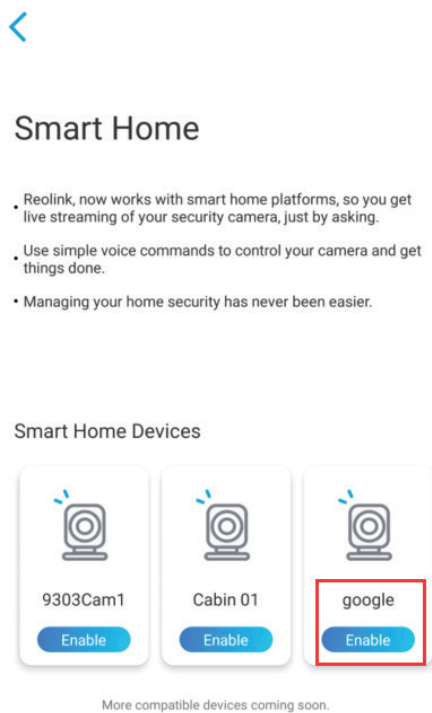 Smart Home
• Reolink, now works with smart home platforms, so you get
live streaming of your security camera, just by asking.
• Use simple voice commands to control your camera and get
things done.
• Managing your home security has never been easier.
Smart Home Devices
9303Cam1 Cabin 01 google
Enable Enable Enable
More compatible devices coming soon.